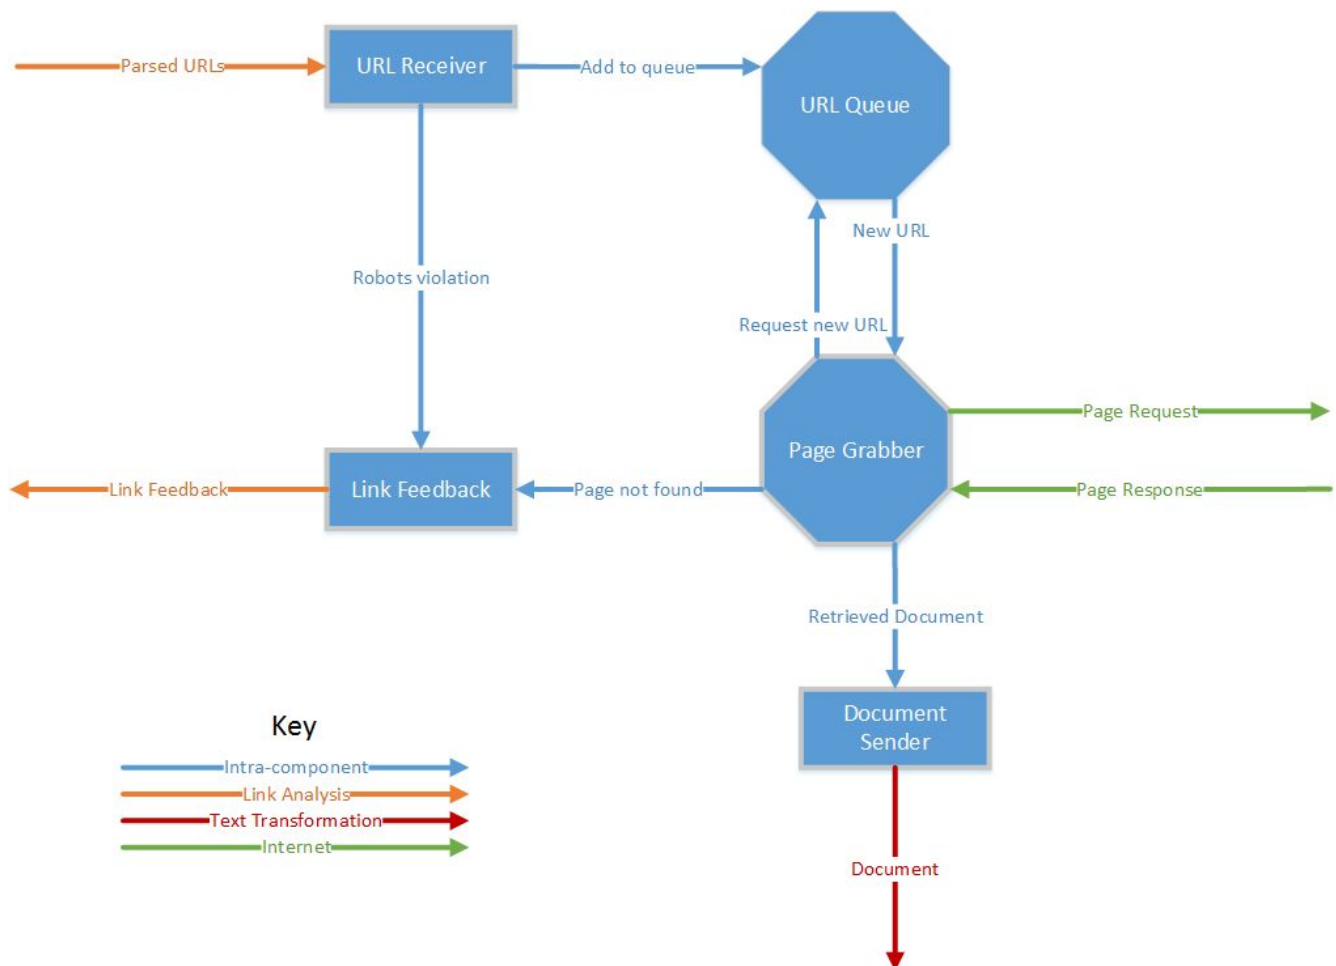 Parsed URLs
URL Receiver
Add to queue
URL Queue
New URL
Robots violation
Request new URL
Page Request
Page Grabber
Link Feedback
Link Feedback
Page not found
Page Response
Retrieved Document
Document
Sender
Key
Intra-component
Link Analysis
Text Transformation
Internet
Document